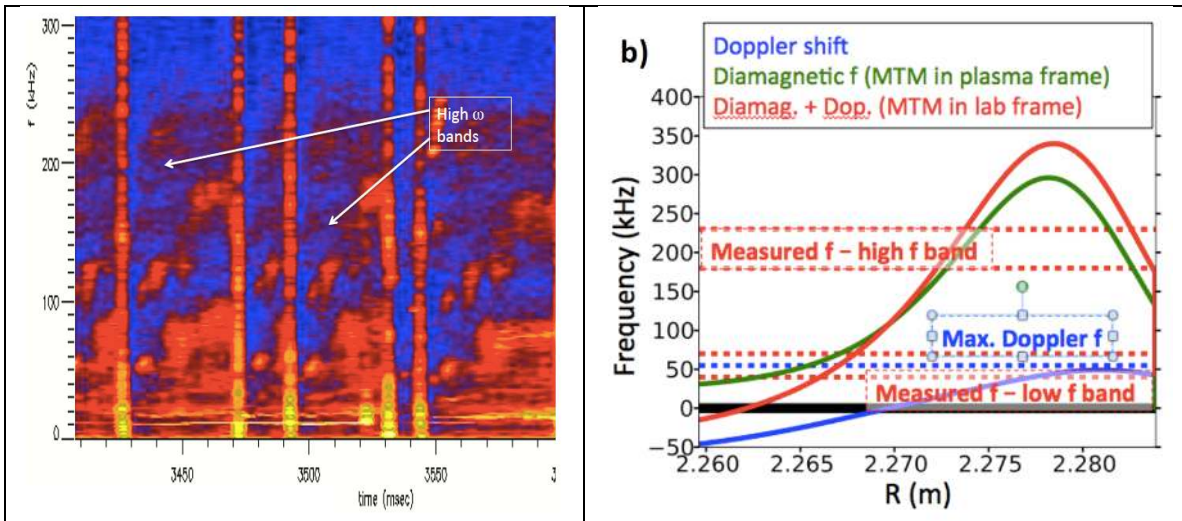 300
200
100
0
f (kHz)
High ω
bands
3450
3500
3550
3
time (msec)
b)
Doppler shift
Diamagnetic f (MTM in plasma frame)
Diamag. + Dop. (MTM in lab frame)
400
350
300
250
200
150
100
50
0
−50
Frequency (kHz)
Measured f – high f band
Max. Doppler f
Measured f – low f band
2.260
2.265
2.270
2.275
2.280
R (m)